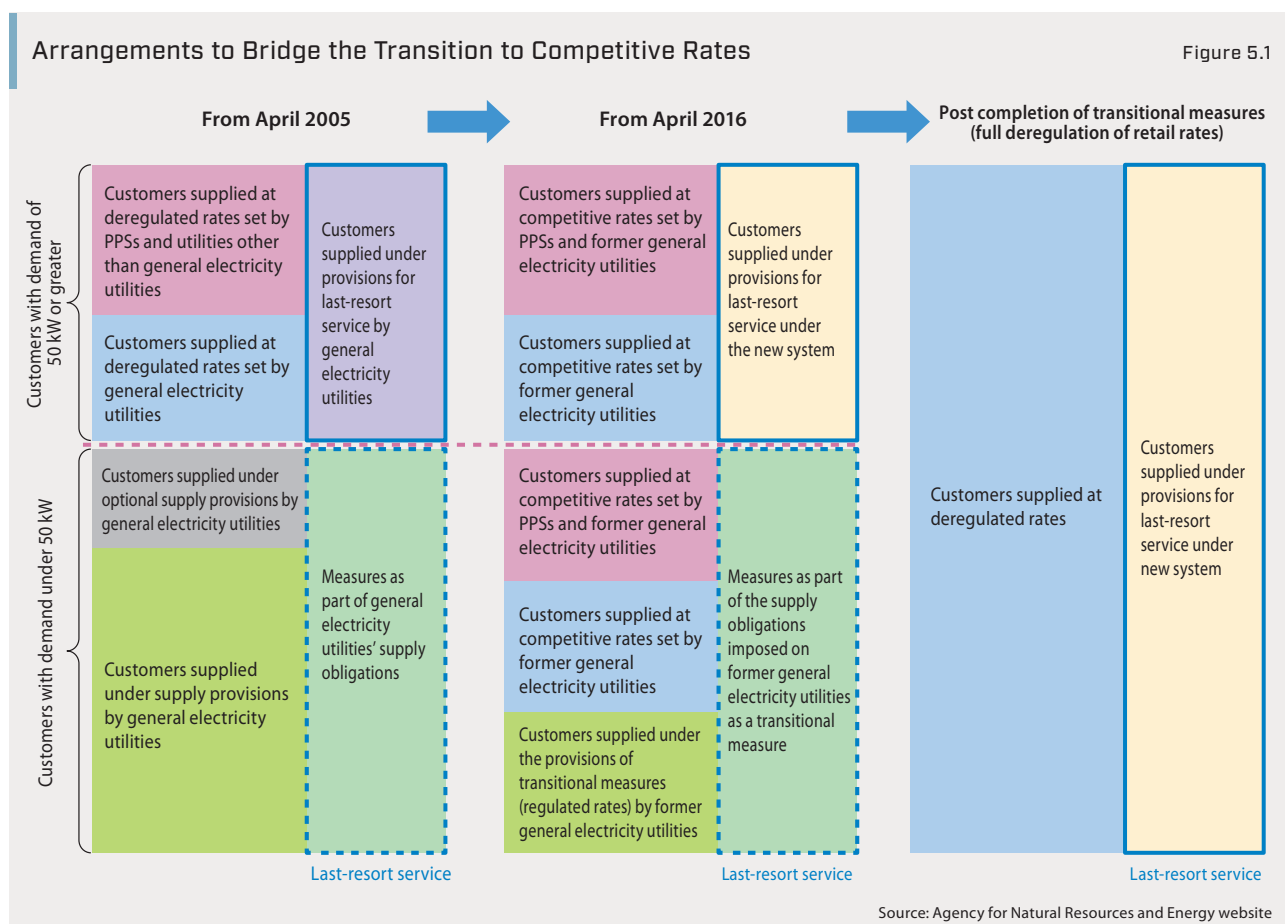 Arrangements to Bridge the Transition to Competitive Rates
Figure 5.1
From April 2005
From April 2016
Post completion of transitional measures
(full deregulation of retail rates)
Customers with demand of
50 kW or greater
Customers supplied at
deregulated rates set by
PPSs and utilities other
than general electricity
utilities
Customers supplied at
deregulated rates set by
general electricity
utilities
Customers
supplied under
provisions for
last-resort
service by
general
electricity
utilities
Customers supplied at
competitive rates set by
PPSs and former general
electricity utilities
Customers supplied at
competitive rates set by
former general
electricity utilities
Customers
supplied under
provisions for
last-resort
service under
the new system
Customers with demand under 50 kW
Customers supplied under
optional supply provisions by
general electricity utilities
Customers supplied
under supply provisions
by general electricity
utilities
Measures as
part of general
electricity
utilities’ supply
obligations
Customers supplied at
competitive rates set by
PPSs and former general
electricity utilities
Customers supplied at
competitive rates set by
former general
electricity utilities
Customers supplied under
the provisions of
transitional measures
(regulated rates) by former
general electricity utilities
Measures as part
of the supply
obligations
imposed on
former general
electricity utilities
as a transitional
measure
Customers supplied at
deregulated rates
Customers
supplied under
provisions for
last-resort
service under
new system
Last-resort service
Last-resort service
Last-resort service
Source: Agency for Natural Resources and Energy website